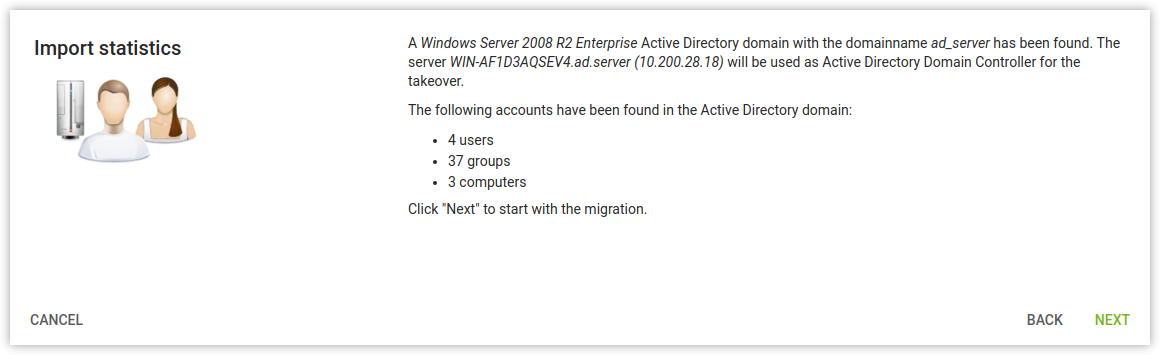 Import statistics
A Windows Server 2008 R2 Enterprise Active Directory domain with the domainname ad_server has been found. The
server WIN-AF1D3AQSEV4.ad.server (10.200.28.18) will be used as Active Directory Domain Controller for the
takeover.
The following accounts have been found in the Active Directory domain:
• 4 users
• 37 groups
• 3 computers
Click "Next" to start with the migration.
CANCEL
BACK
NEXT